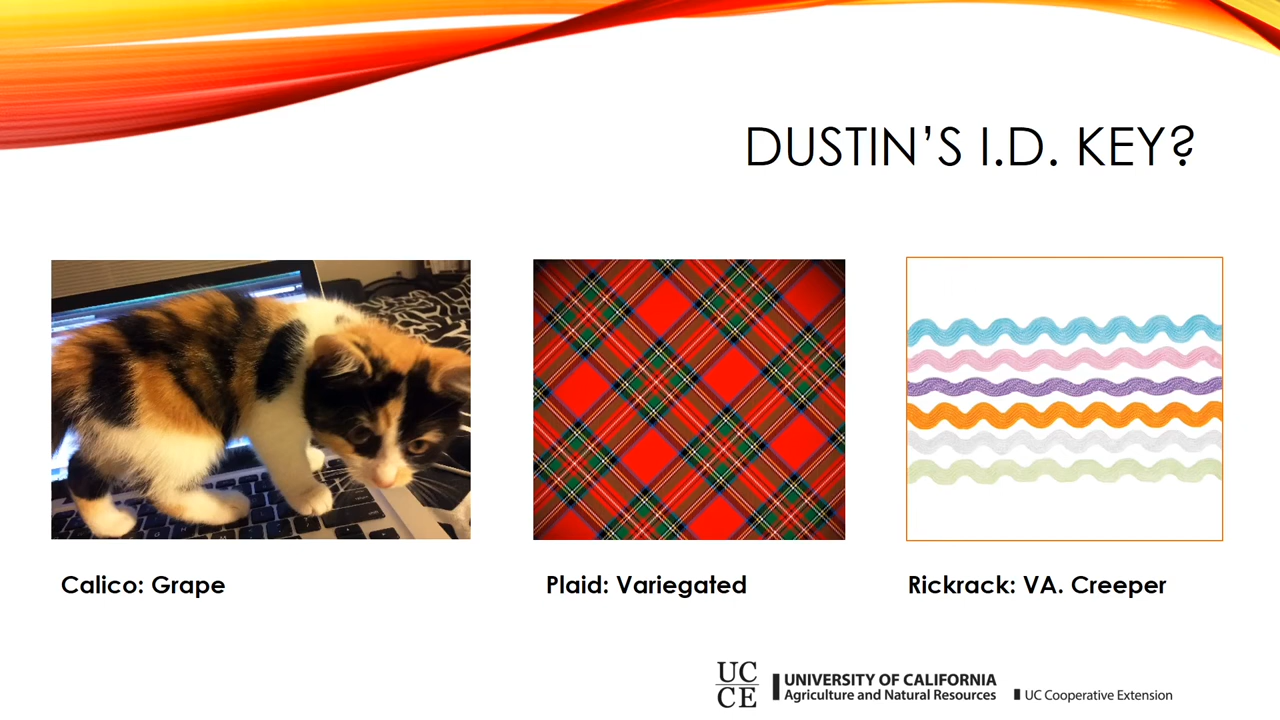 DUSTIN'S I.D. KEY?
Calico: Grape
Plaid: Variegated
Rickrack: VA. Creeper
UC
CE
UNIVERSITY OF CALIFORNIA
Agriculture and Natural Resources
UC Cooperative Extension